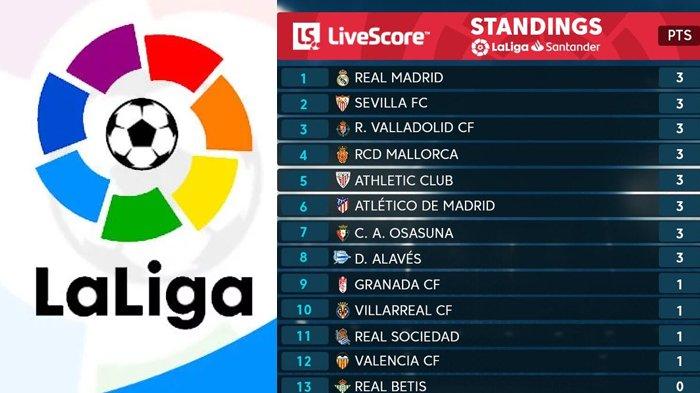 LaLiga
LS LiveScore™
STANDINGS
LaLiga Santander
PTS
1 REAL MADRID 3
2 SEVILLA FC 3
3 R. VALLADOLID CF 3
4 RCD MALLORCA 3
5 ATHLETIC CLUB 3
6 ATLÉTICO DE MADRID 3
7 C. A. OSASUNA 3
8 D. ALAVÉS 3
9 GRANADA CF 1
10 VILLARREAL CF 1
11 REAL SOCIEDAD 1
12 VALENCIA CF 1
13 REAL BETIS 0